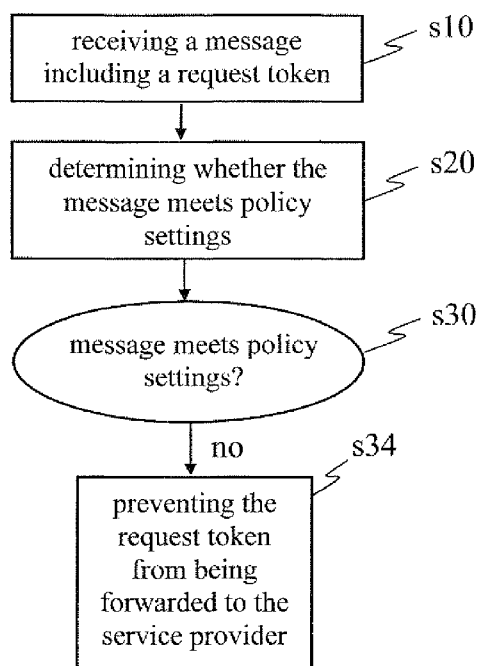 receiving a message
including a request token
s10
determining whether the
message meets policy
settings
s20
message meets policy
settings?
s30
no
s34
preventing the
request token
from being
forwarded to the
service provider